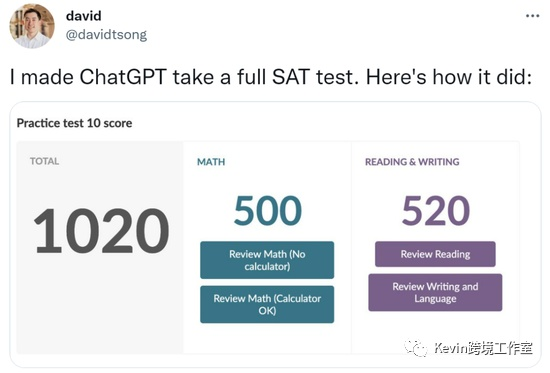 david
@davidtsong
I made ChatGPT take a full SAT test. Here's how it did:
Practice test 10 score
TOTAL
1020
MATH
500
Review Math (No
calculator)
Review Math (Calculator
OK)
READING & WRITING
520
Review Reading
Review Writing and
Language
Kevin跨境工作室